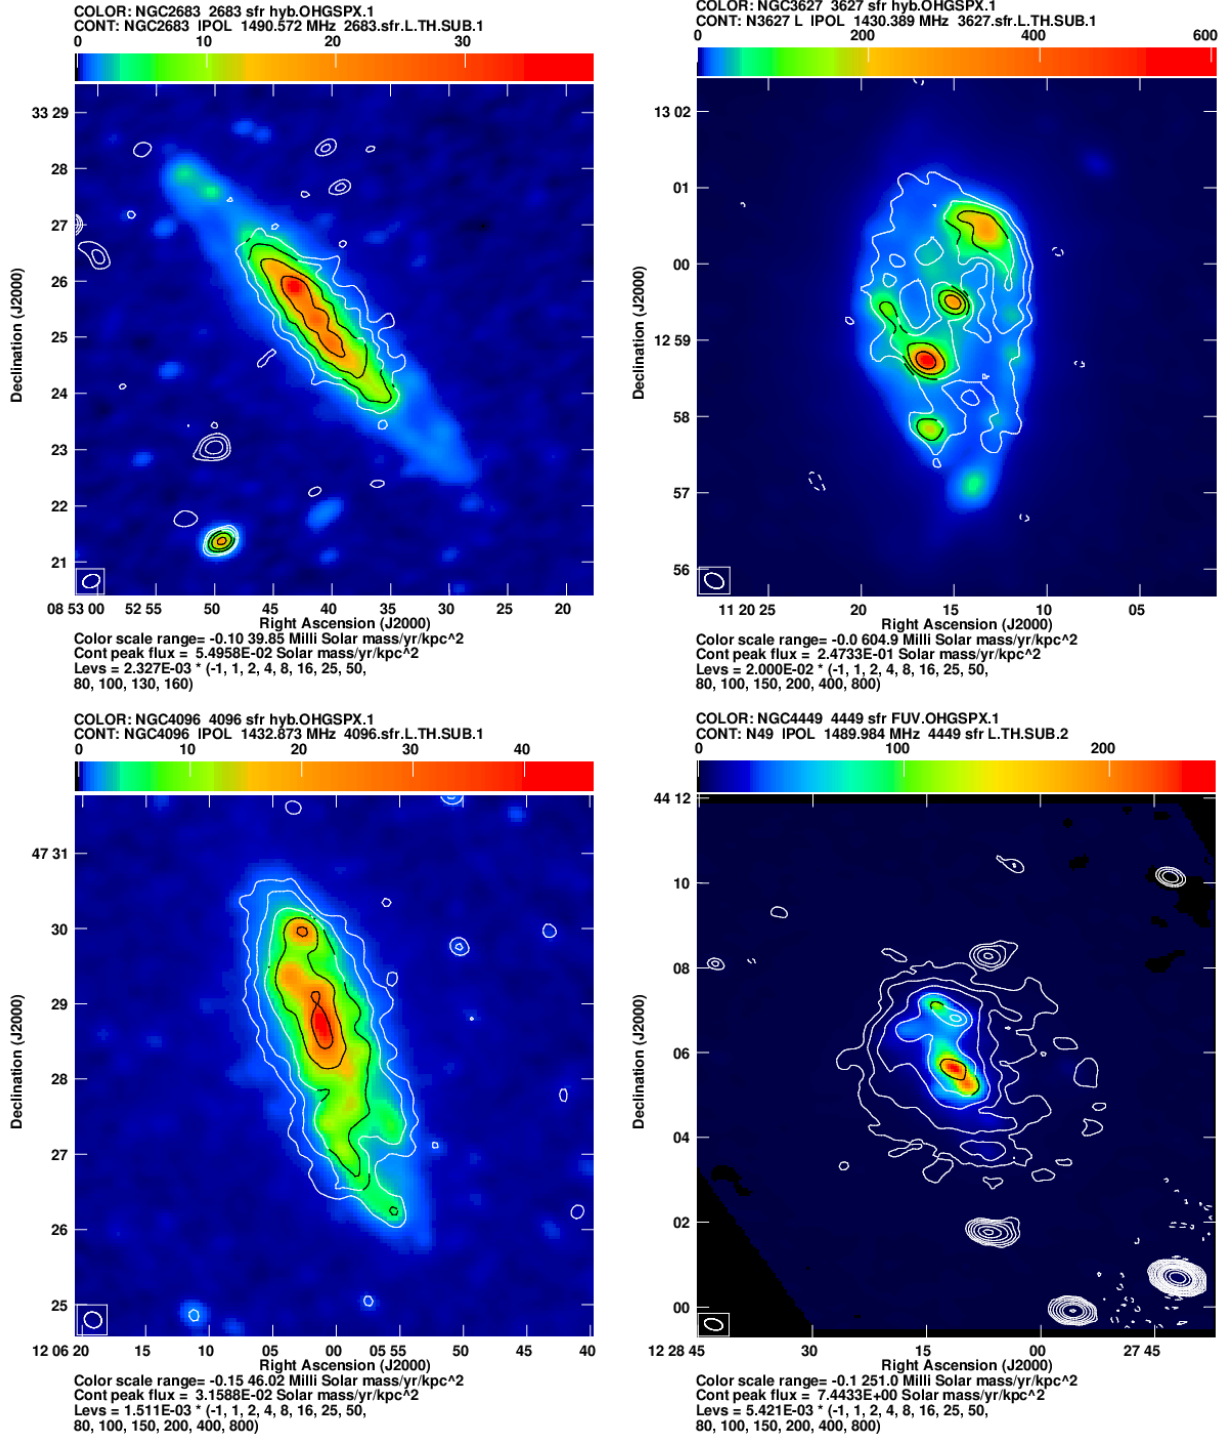 COLOR: NGC2683 2683 sfr hyb.OHGSPX.1
CONT: NGC2683 IPOL 1490.572 MHz 2683.sfr.L.TH.SUB.1
0 10 20 30
33 29
28
27
26
25
24
23
22
21
Declination (J2000)
08 53 00 52 55 50 45 40 35 30 25 20
Right Ascension (J2000)
Color scale range= -0.10 39.85 Milli Solar mass/yr/kpc^2
Cont peak flux = 5.4958E-02 Solar mass/yr/kpc^2
Levs = 2.327E-03 * (-1, 1, 2, 4, 8, 16, 25, 50,
80, 100, 130, 160)
COLOR: NGC3627 3627 sfr hyb.OHGSPX.1
CONT: N3627 L IPOL 1430.389 MHz 3627.sfr.L.TH.SUB.1
0 200 400 600
13 02
01
00
12 59
58
57
56
Declination (J2000)
11 20 25 20 15 10 05
Right Ascension (J2000)
Color scale range= -0.0 604.9 Milli Solar mass/yr/kpc^2
Cont peak flux = 2.4733E-01 Solar mass/yr/kpc^2
Levs = 2.000E-02 * (-1, 1, 2, 4, 8, 16, 25, 50,
80, 100, 150, 200, 400, 800)
COLOR: NGC4096 4096 sfr hyb.OHGSPX.1
CONT: NGC4096 IPOL 1432.873 MHz 4096.sfr.L.TH.SUB.1
0 10 20 30 40
47 31
30
29
28
27
26
25
Declination (J2000)
12 06 20 15 10 05 00 05 55 50 45 40
Right Ascension (J2000)
Color scale range= -0.15 46.02 Milli Solar mass/yr/kpc^2
Cont peak flux = 3.1588E-02 Solar mass/yr/kpc^2
Levs = 1.511E-03 * (-1, 1, 2, 4, 8, 16, 25, 50,
80, 100, 150, 200, 400, 800)
COLOR: NGC4449 4449 sfr FUV.OHGSPX.1
CONT: N49 IPOL 1489.984 MHz 4449 sfr L.TH.SUB.2
0 100 200
44 12
10
08
06
04
02
00
Declination (J2000)
12 28 45 30 15 00 27 45
Right Ascension (J2000)
Color scale range= -0.1 251.0 Milli Solar mass/yr/kpc^2
Cont peak flux = 7.4433E+00 Solar mass/yr/kpc^2
Levs = 5.421E-03 * (-1, 1, 2, 4, 8, 16, 25, 50,
80, 100, 150, 200, 400, 800)